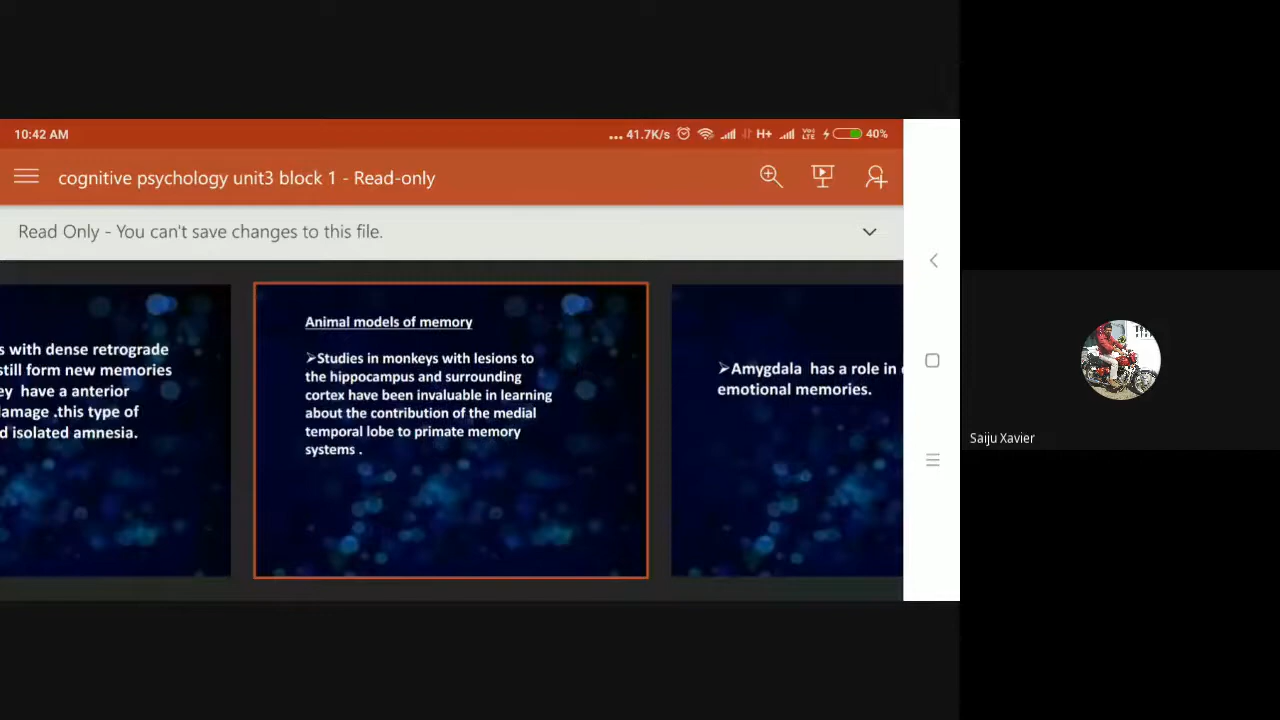 10:42 AM
... 41.7K/s H+ Vo) LTE 40%
cognitive psychology unit3 block 1 - Read-only
Read Only - You can't save changes to this file.
s with dense retrograde
still form new memories
ey have a anterior
lamage .this type of
d isolated amnesia.
Animal models of memory
➢Studies in monkeys with lesions to
the hippocampus and surrounding
cortex have been invaluable in learning
about the contribution of the medial
temporal lobe to primate memory
systems .
➢Amygdala has a role in
emotional memories.
Saiju Xavier